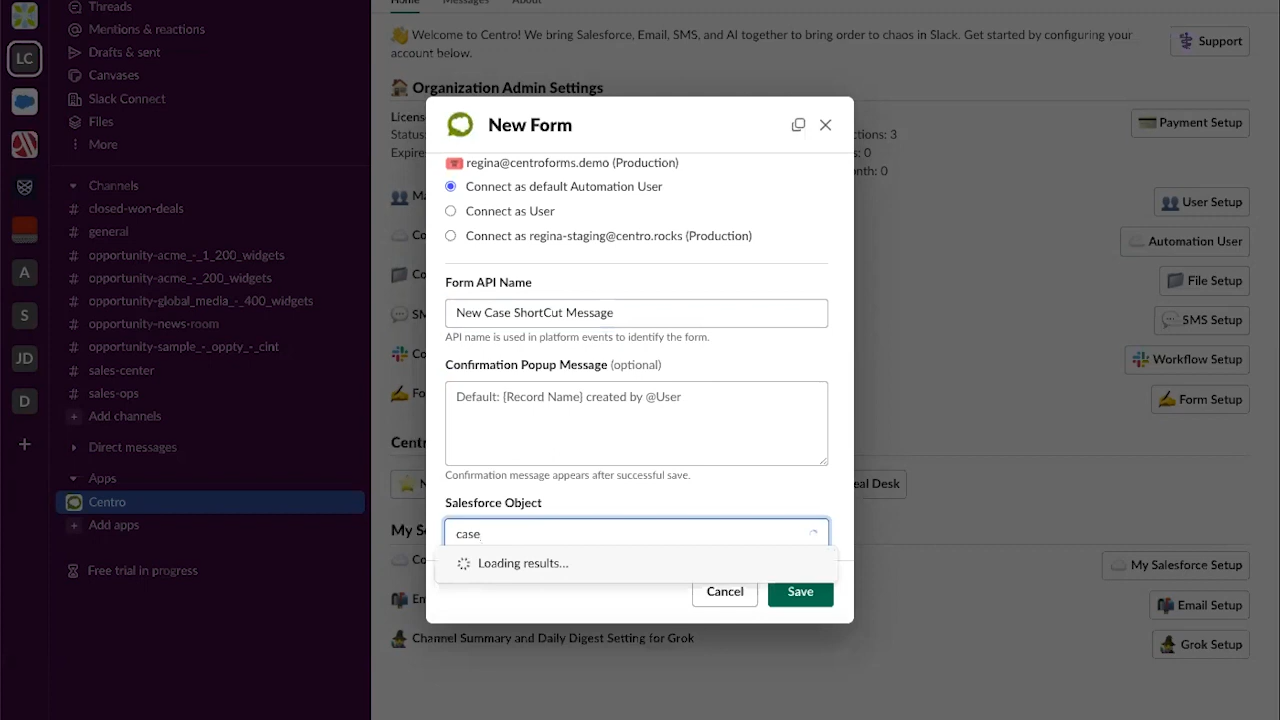 Home Messages About
LC
A
S
JD
D
Threads
Mentions & reactions
Drafts & sent
Canvases
Slack Connect
Files
More
Channels
# closed-won-deals
# general
# opportunity-acme_-_1_200_widgets
# opportunity-acme_-_200_widgets
# opportunity-global_media_-_400_widgets
# opportunity-news-room
# opportunity-sample_-_oppty_-_cint
# sales-center
# sales-ops
+ Add channels
Direct messages
Apps
Centro
+ Add apps
Free trial in progress
Welcome to Centro! We bring Salesforce, Email, SMS, and AI together to bring order to chaos in Slack. Get started by configuring your
account below.
Support
Organization Admin Settings
Status:
ctions: 3
s: 0
onth: 0
Payment Setup
User Setup
Automation User
File Setup
SMS Setup
Workflow Setup
Form Setup
eal Desk
My Salesforce Setup
Email Setup
Channel Summary and Daily Digest Setting for Grok
Grok Setup
New Form
regina@centroforms.demo (Production)
Connect as default Automation User
Connect as User
Connect as regina-staging@centro.rocks (Production)
Form API Name
New Case ShortCut Message
API name is used in platform events to identify the form.
Confirmation Popup Message (optional)
Default: {Record Name} created by @User
Confirmation message appears after successful save.
Salesforce Object
case
Loading results...
Cancel
Save